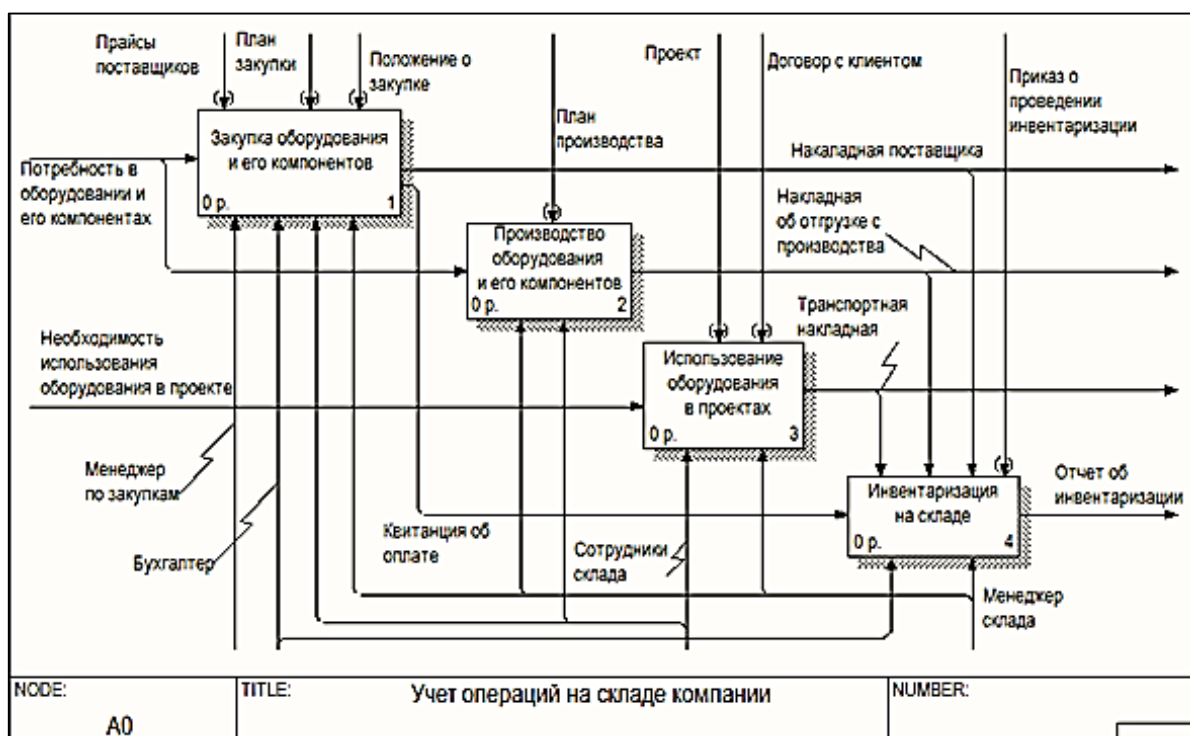 Прайсы
поставщиков
План
закупки
Положение о
закупке
Проект
Договор с клиентом
Приказ о
проведении
инвентаризации
План
производства
Закупка оборудования
и его компонентов
0 р. 1
Потребность в
оборудовании и
его компонентах
Накаладная поставщика
Накладная
об отгрузке с
производства
Производство
оборудования
и его компонентов
0 р. 2
Транспортная
накладная
Необходимость
использования
оборудования в проекте
Использование
оборудования
в проектах
0 р. 3
Менеджер
по закупкам
Отчет об
инвентаризации
Инвентаризация
на складе
0 р. 4
Бухгалтер
Квитанция об
оплате
Сотрудники
склада
Менеджер
склада
NODE:
A0
TITLE:
Учет операций на складе компании
NUMBER: